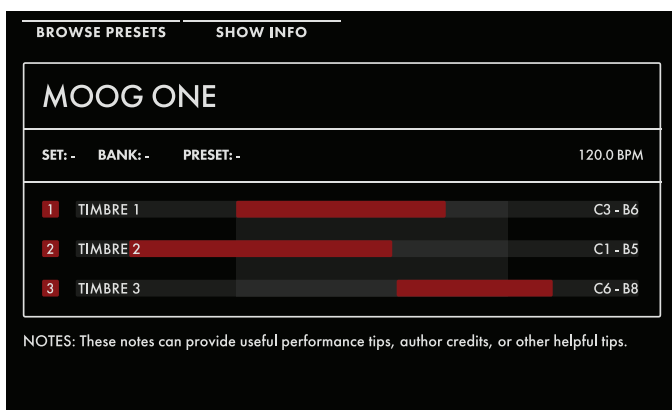 BROWSE PRESETS SHOW INFO
MOOG ONE
SET: - BANK: - PRESET: - 120.0 BPM
1 TIMBRE 1 C3 - B6
2 TIMBRE 2 C1 - B5
3 TIMBRE 3 C6 - B8
NOTES: These notes can provide useful performance tips, author credits, or other helpful tips.